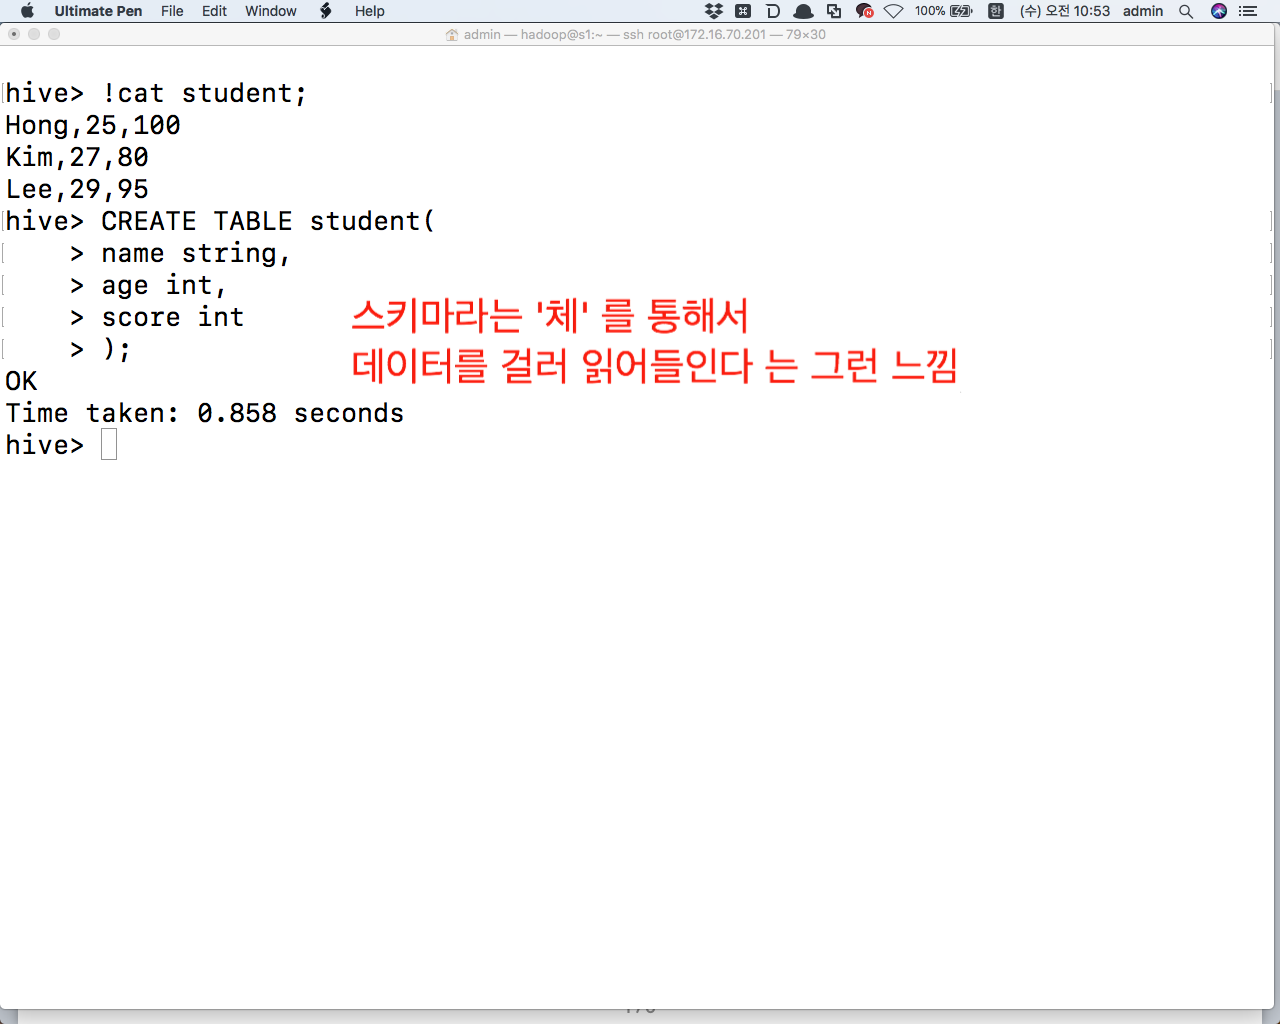 Ultimate Pen File Edit Window Help 100% 한 (수) 오전 10:53 admin
admin — hadoop@s1:~ — ssh root@172.16.70.201 — 79×30
hive> !cat student;
Hong,25,100
Kim,27,80
Lee,29,95
hive> CREATE TABLE student(
> name string,
> age int,
> score int
> );
스키마라는 '체' 를 통해서
데이터를 걸러 읽어들인다 는 그런 느낌
OK
Time taken: 0.858 seconds
hive>